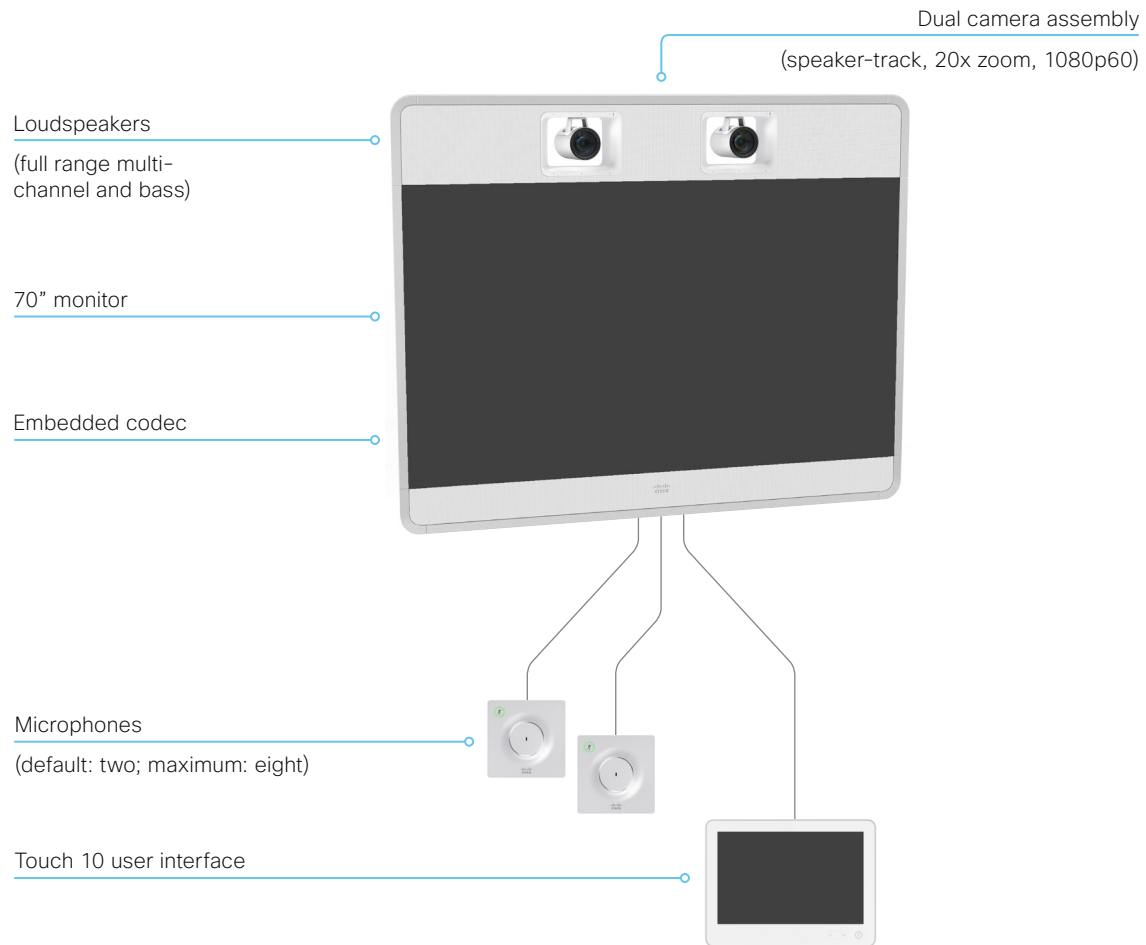 Dual camera assembly
(speaker-track, 20x zoom, 1080p60)
Loudspeakers
(full range multi-
channel and bass)
70” monitor
Embedded codec
Microphones
(default: two; maximum: eight)
Touch 10 user interface